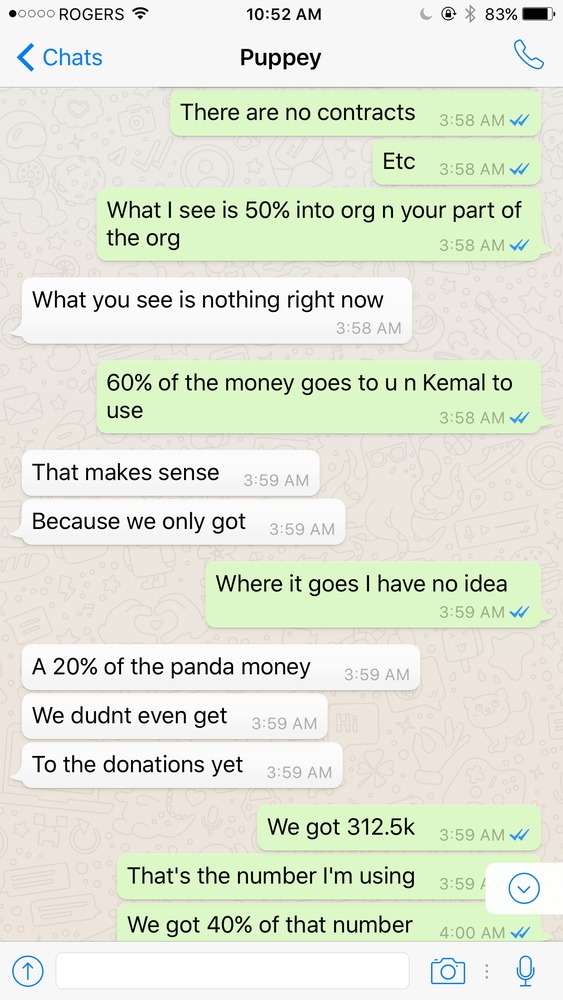 ROGERS 10:52 AM 83%
Chats Puppey
There are no contracts 3:58 AM
Etc 3:58 AM
What I see is 50% into org n your part of
the org 3:58 AM
What you see is nothing right now
3:58 AM
60% of the money goes to u n Kemal to
use 3:58 AM
That makes sense 3:59 AM
Because we only got 3:59 AM
Where it goes I have no idea
3:59 AM
A 20% of the panda money 3:59 AM
We dudnt even get 3:59 AM
To the donations yet 3:59 AM
We got 312.5k 3:59 AM
That's the number I'm using 3:59
We got 40% of that number 4:00 AM